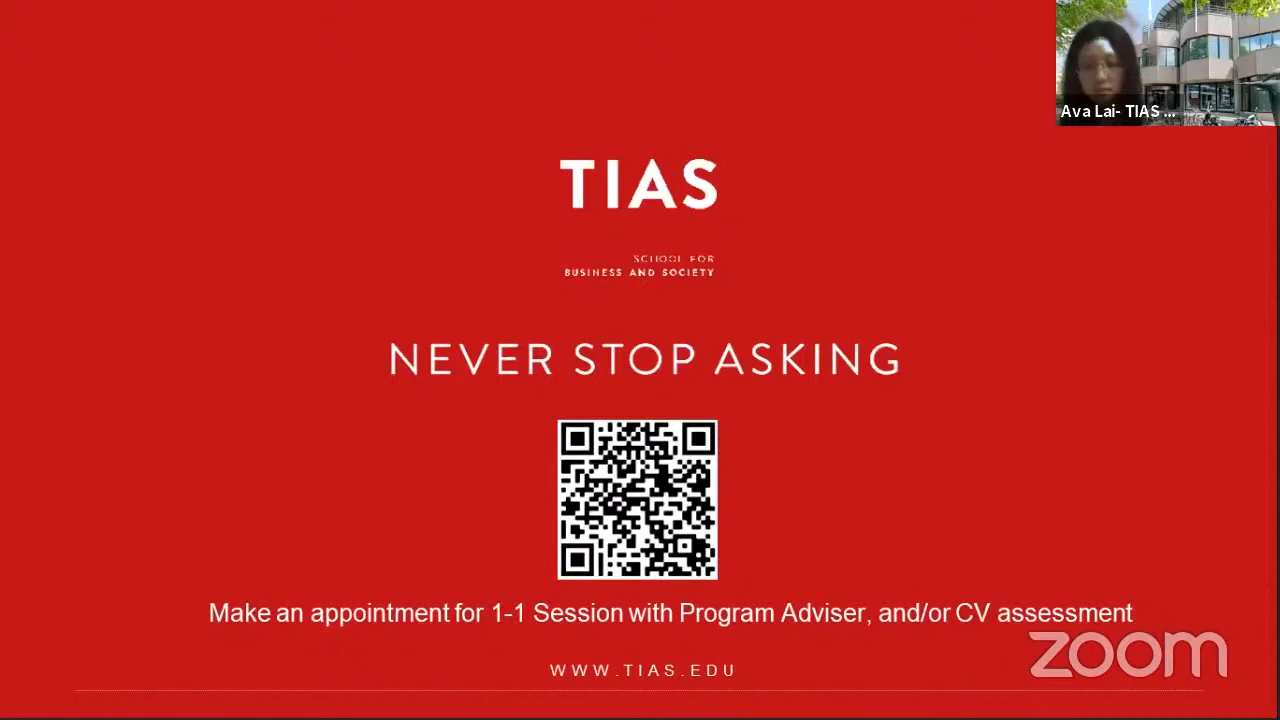 Ava Lai- TIAS ...
TIAS
SCHOOL FOR
BUSINESS AND SOCIETY
NEVER STOP ASKING
Make an appointment for 1-1 Session with Program Adviser, and/or CV assessment
zoom
WWW.TIAS.EDU